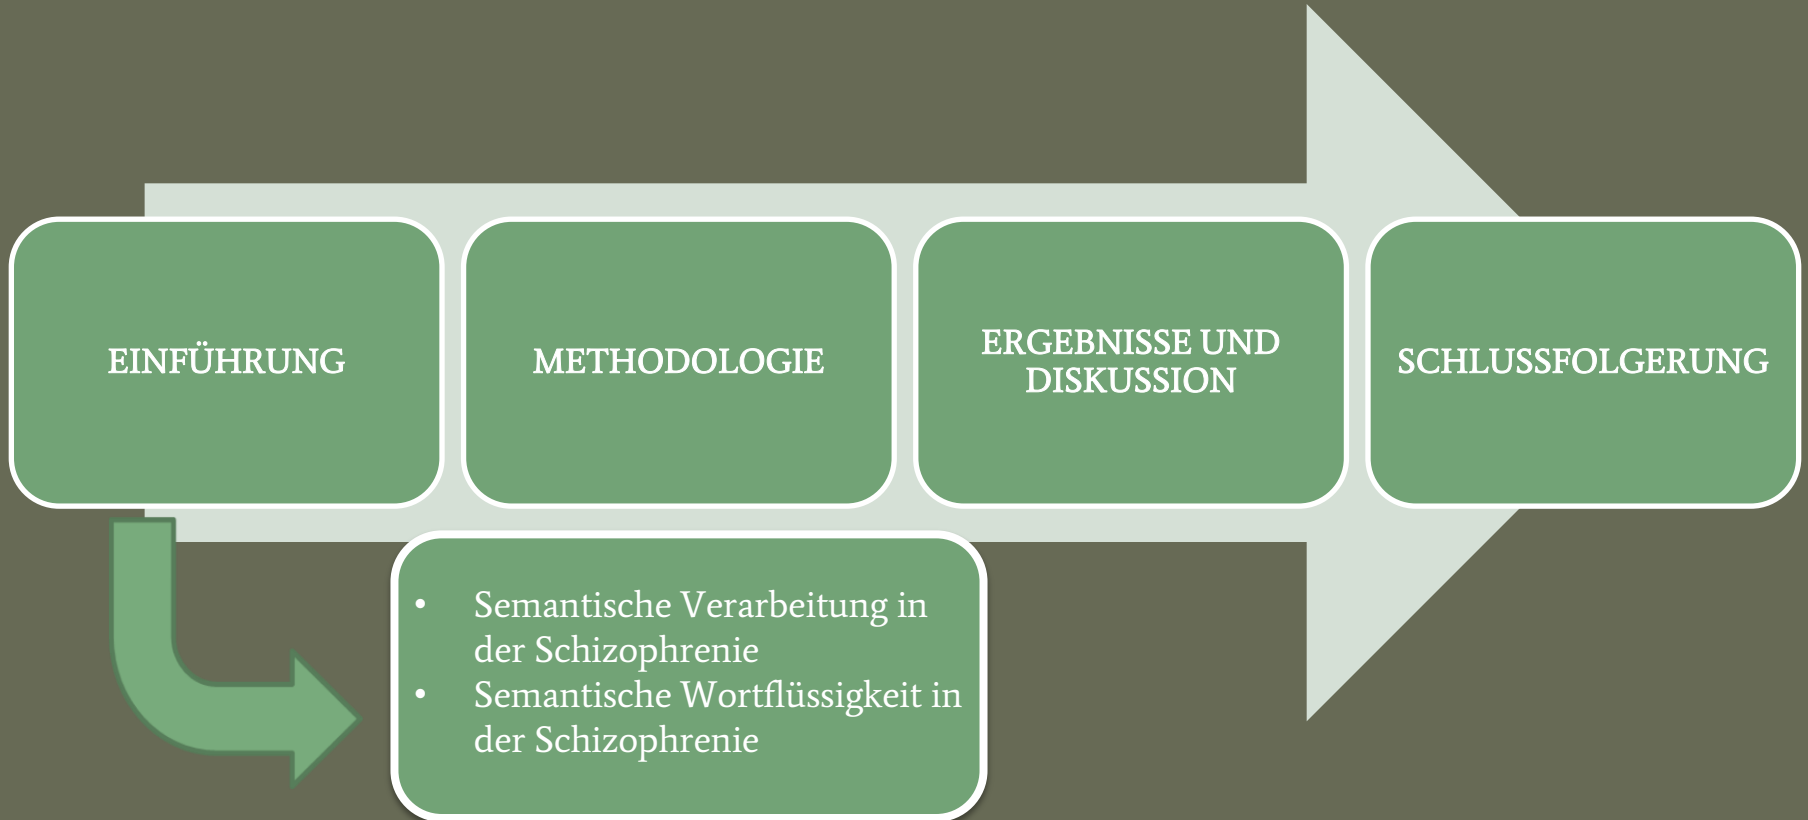 EINFÜHRUNG
METHODOLOGIE
ERGEBNISSE UND
DISKUSSION
SCHLUSSFOLGERUNG
• Semantische Verarbeitung in
der Schizophrenie
• Semantische Wortflüssigkeit in
der Schizophrenie